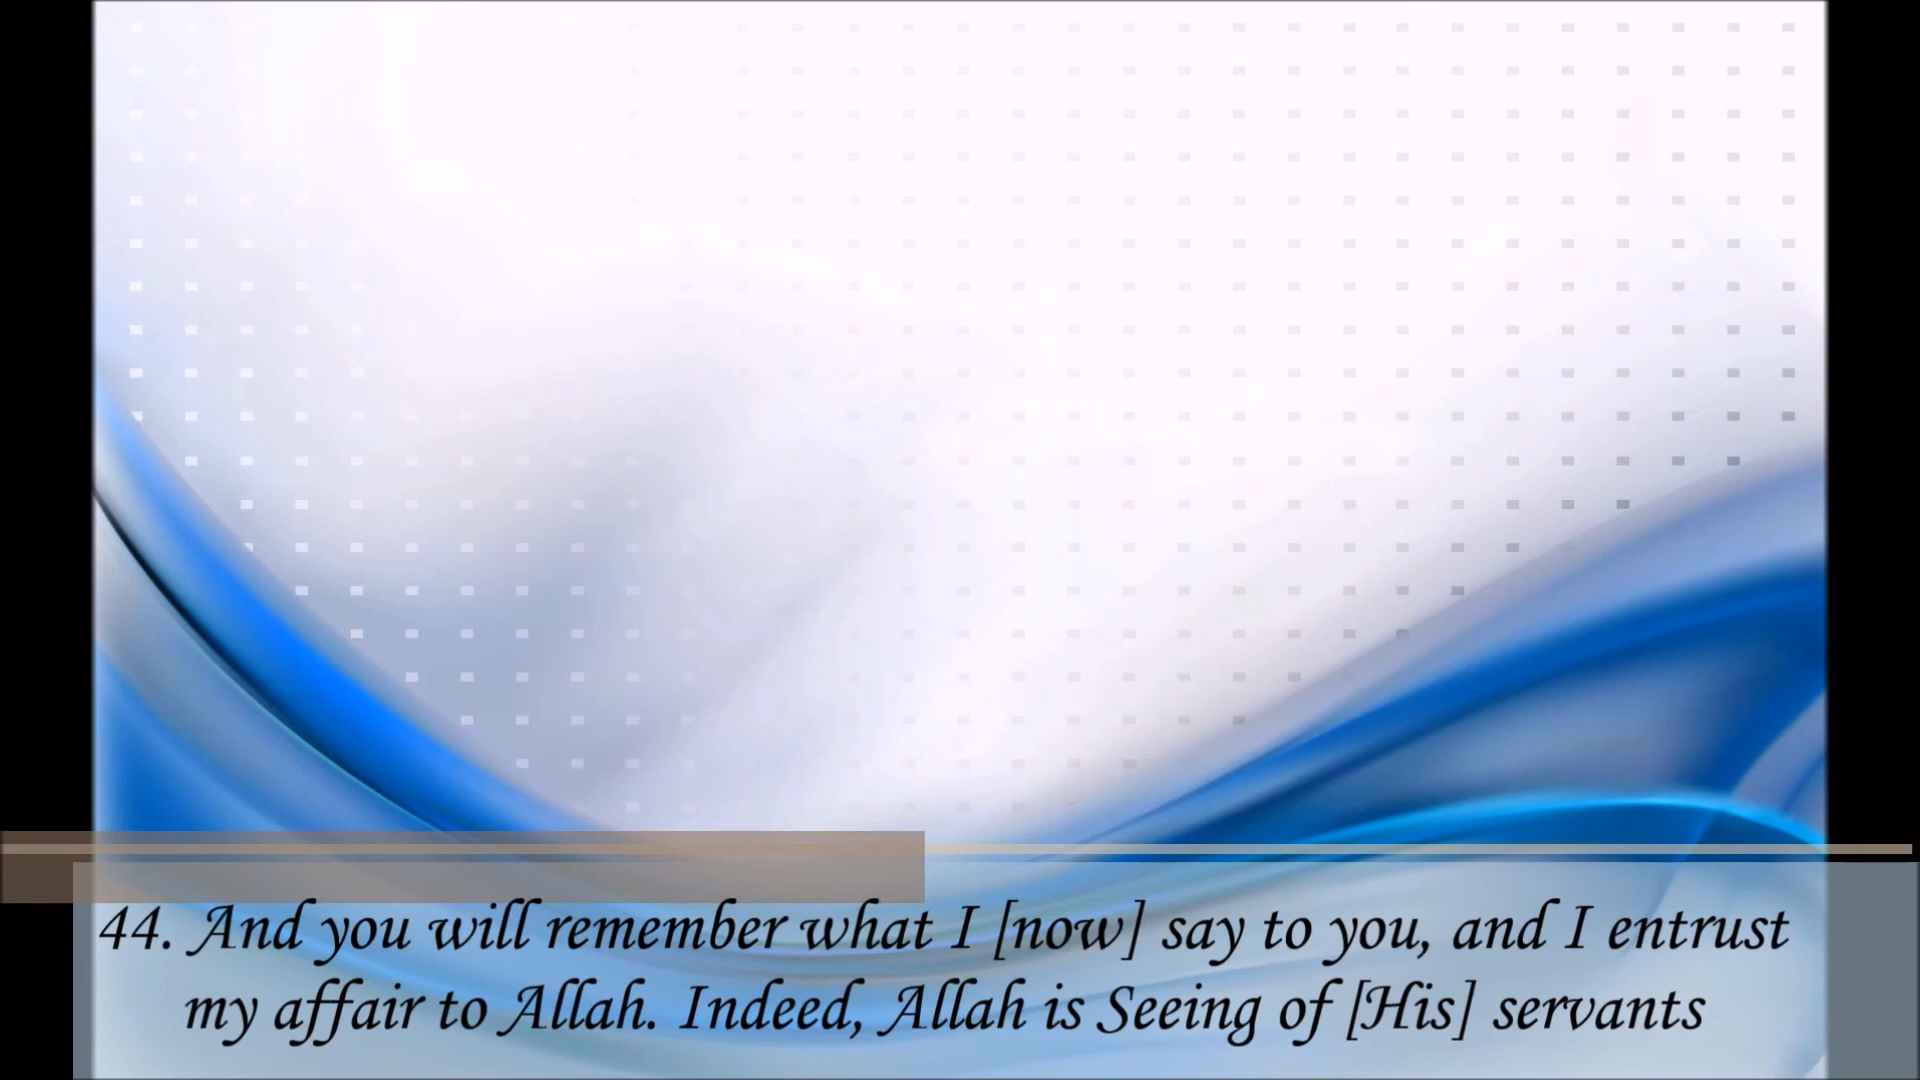 44. And you will remember what I [now] say to you, and I entrust
my affair to Allah. Indeed, Allah is Seeing of [His] servants